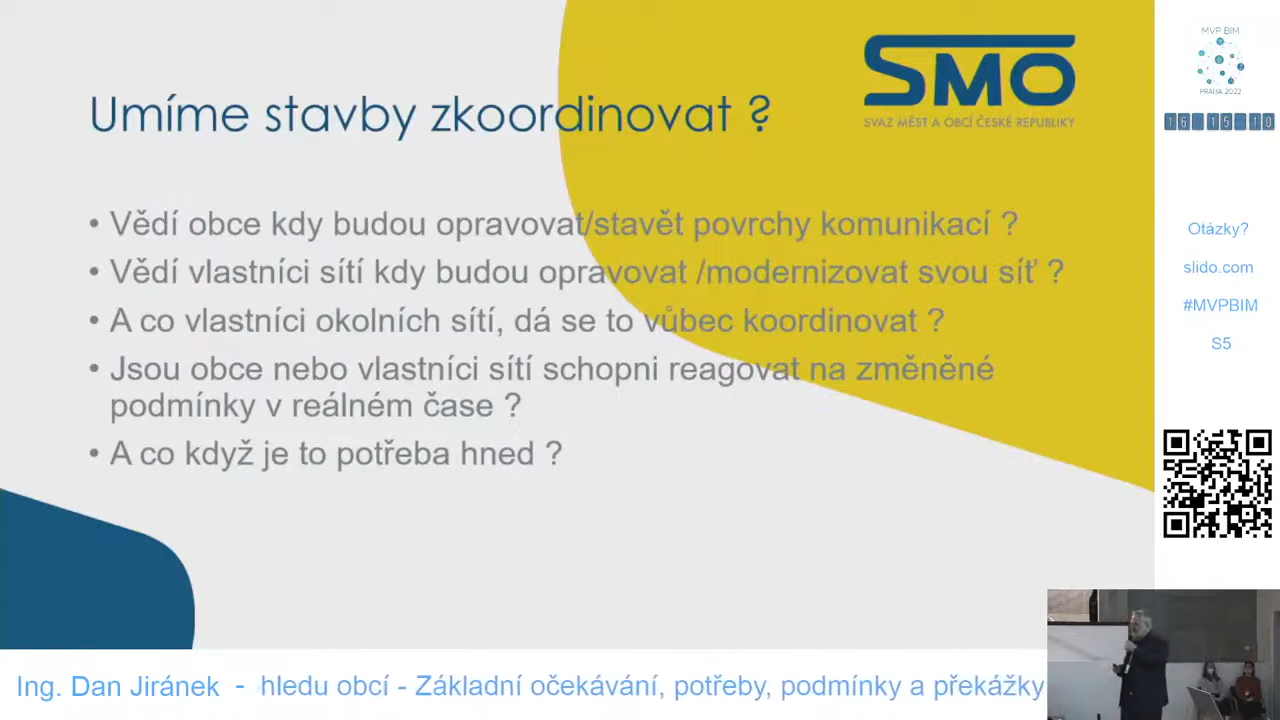 Umíme stavby zkoordinovat ?
SMO
SVAZ MĚST A OBCÍ ČESKÉ REPUBLIKY
• Vědí obce kdy budou opravovat/stavět povrchy komunikací ?
• Vědí vlastníci sítí kdy budou opravovat /modernizovat svou síť ?
• A co vlastníci okolních sítí, dá se to vůbec koordinovat ?
• Jsou obce nebo vlastníci sítí schopni reagovat na změněné
podmínky v reálném čase ?
• A co když je to potřeba hned ?
MVP BIM
PRAHA 2022
16 15 10
Otázky?
slido.com
#MVPBIM
S5
Ing. Dan Jiránek - hledu obcí - Základní očekávání, potřeby, podmínky a překážky